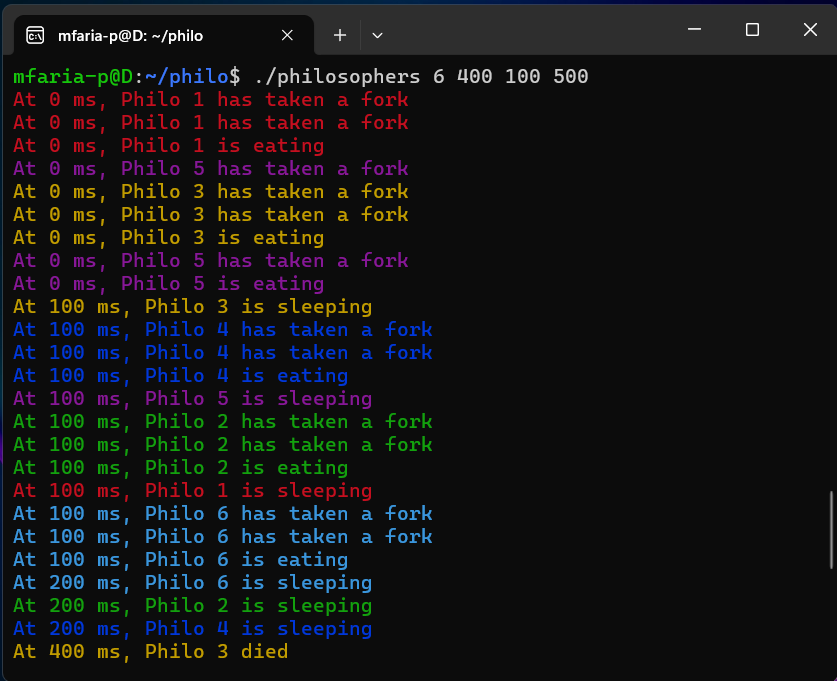 mfaria-p@D: ~/philo
mfaria-p@D:~/philo$ ./philosophers 6 400 100 500
At 0 ms, Philo 1 has taken a fork
At 0 ms, Philo 1 has taken a fork
At 0 ms, Philo 1 is eating
At 0 ms, Philo 5 has taken a fork
At 0 ms, Philo 3 has taken a fork
At 0 ms, Philo 3 has taken a fork
At 0 ms, Philo 3 is eating
At 0 ms, Philo 5 has taken a fork
At 0 ms, Philo 5 is eating
At 100 ms, Philo 3 is sleeping
At 100 ms, Philo 4 has taken a fork
At 100 ms, Philo 4 has taken a fork
At 100 ms, Philo 4 is eating
At 100 ms, Philo 5 is sleeping
At 100 ms, Philo 2 has taken a fork
At 100 ms, Philo 2 has taken a fork
At 100 ms, Philo 2 is eating
At 100 ms, Philo 1 is sleeping
At 100 ms, Philo 6 has taken a fork
At 100 ms, Philo 6 has taken a fork
At 100 ms, Philo 6 is eating
At 200 ms, Philo 6 is sleeping
At 200 ms, Philo 2 is sleeping
At 200 ms, Philo 4 is sleeping
At 400 ms, Philo 3 died